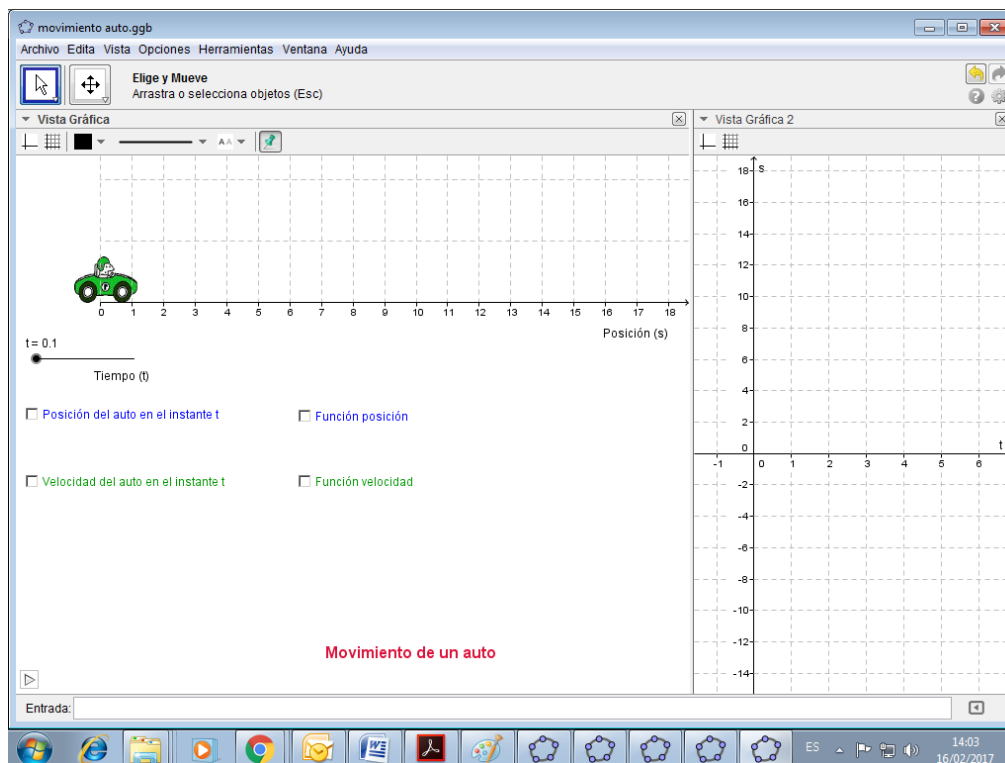 movimiento auto.ggb
Archivo Edita Vista Opciones Herramientas Ventana Ayuda
Elige y Mueve
Arrastra o selecciona objetos (Esc)
Vista Gráfica
Vista Gráfica 2
AA
0 1 2 3 4 5 6 7 8 9 10 11 12 13 14 15 16 17 18
Posición (s)
t = 0.1
Tiempo (t)
Posición del auto en el instante t
Función posición
Velocidad del auto en el instante t
Función velocidad
Movimiento de un auto
s
18
16
14
12
10
8
6
4
2
0
t
-1 0 1 2 3 4 5 6
-2
-4
-6
-8
-10
-12
-14
Entrada:
ES
14:03
16/02/2017